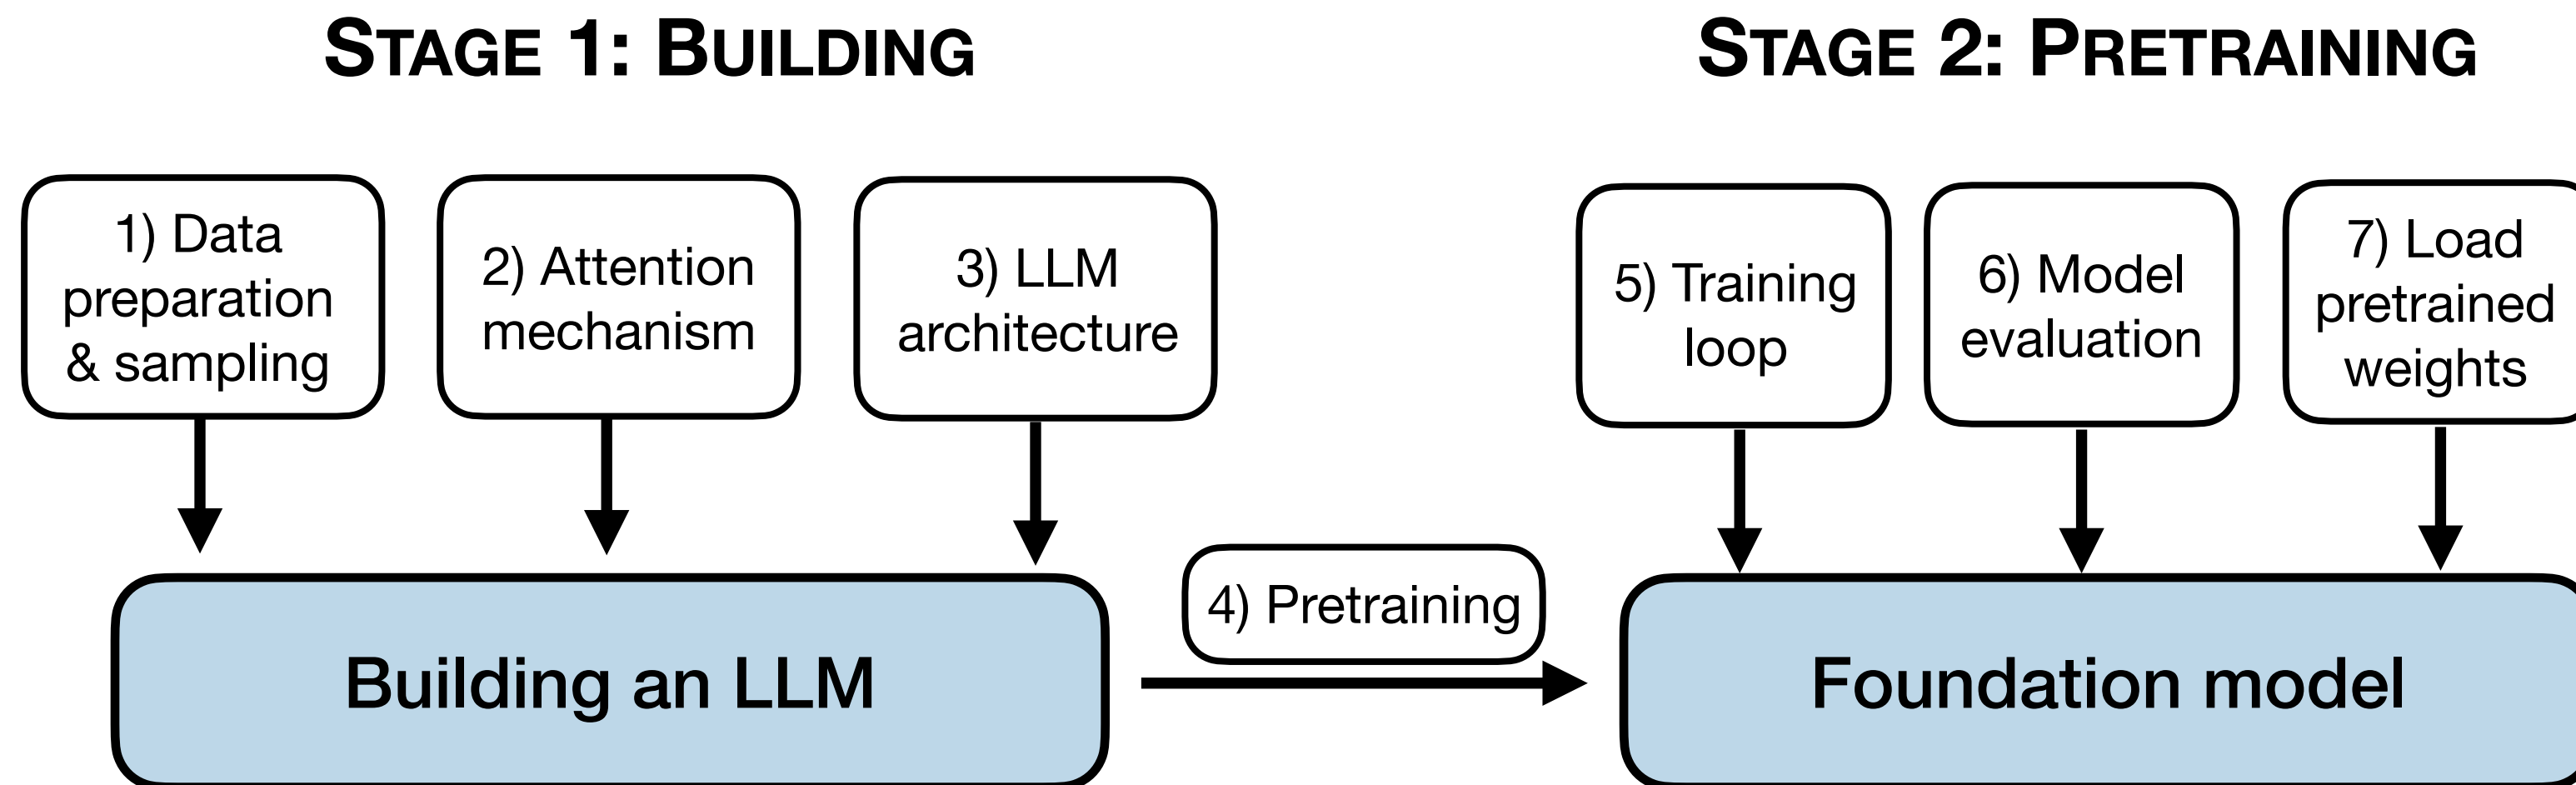 STAGE 1: BUILDING
STAGE 2: PRETRAINING
1) Data
preparation
& sampling
2) Attention
mechanism
3) LLM
architecture
5) Training
loop
6) Model
evaluation
7) Load
pretrained
weights
4) Pretraining
Building an LLM
Foundation model